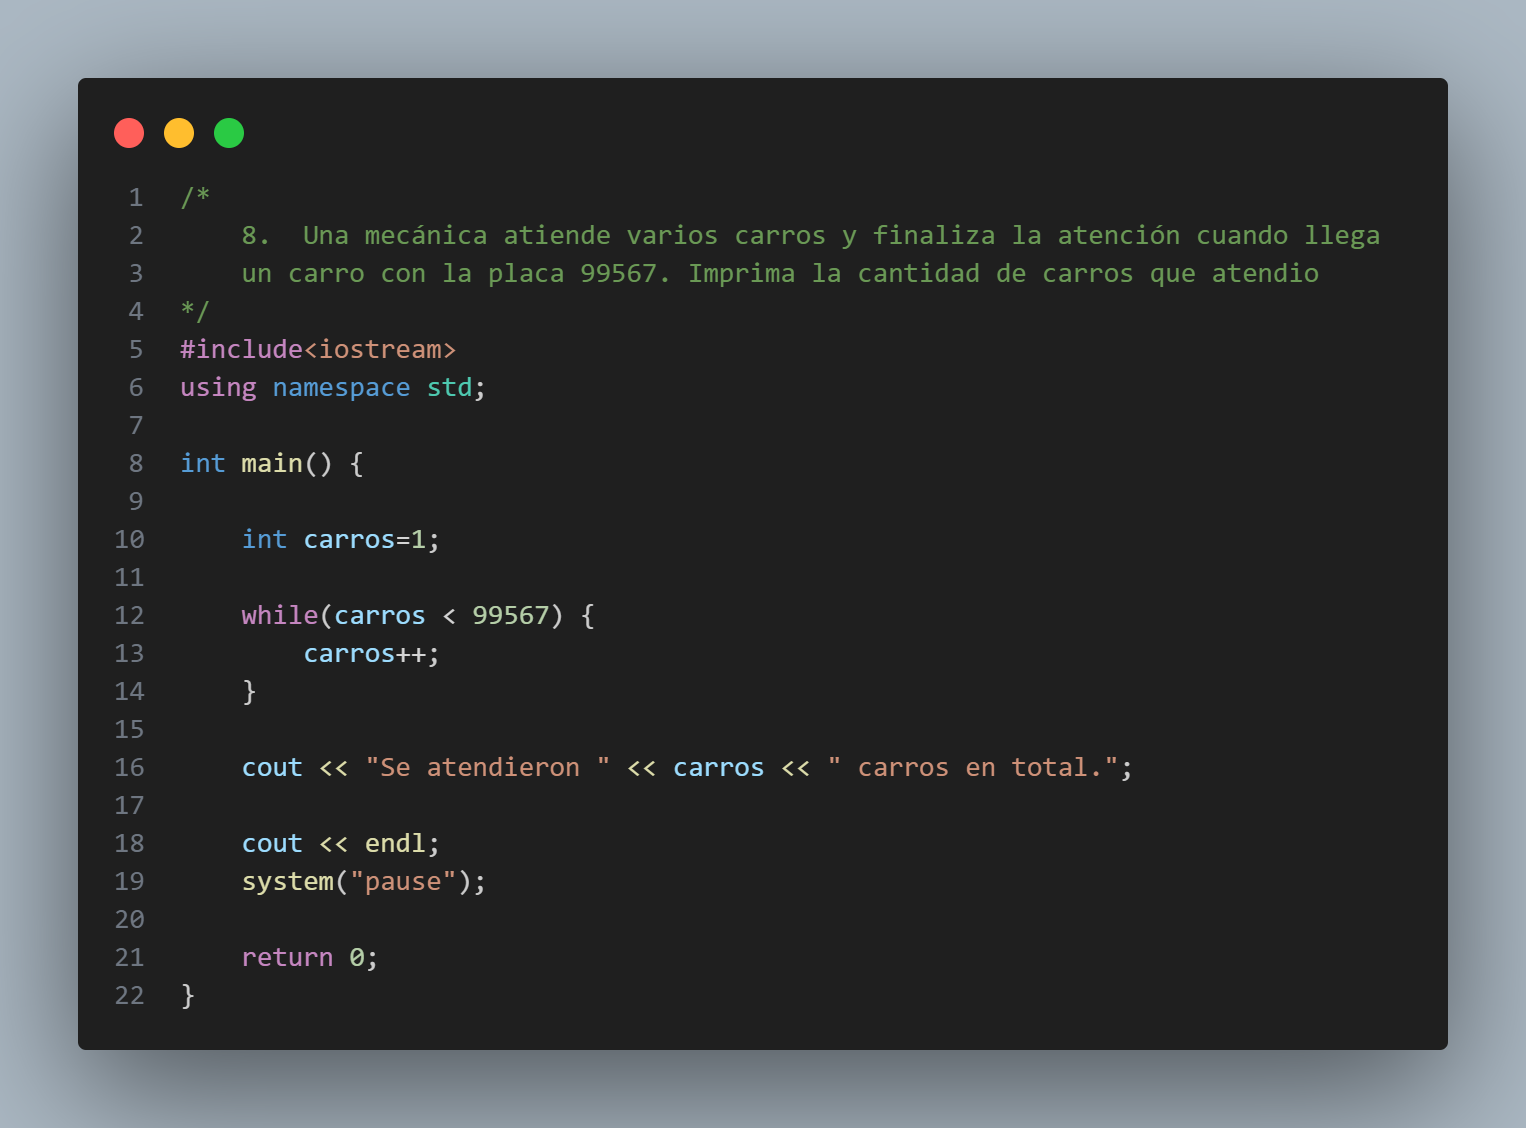 1 /*
2     8.  Una mecánica atiende varios carros y finaliza la atención cuando llega
3     un carro con la placa 99567. Imprima la cantidad de carros que atendio
4 */
5 #include<iostream>
6 using namespace std;
7
8 int main() {
9
10     int carros=1;
11
12     while(carros < 99567) {
13         carros++;
14     }
15
16     cout << "Se atendieron " << carros << " carros en total.";
17
18     cout << endl;
19     system("pause");
20
21     return 0;
22 }